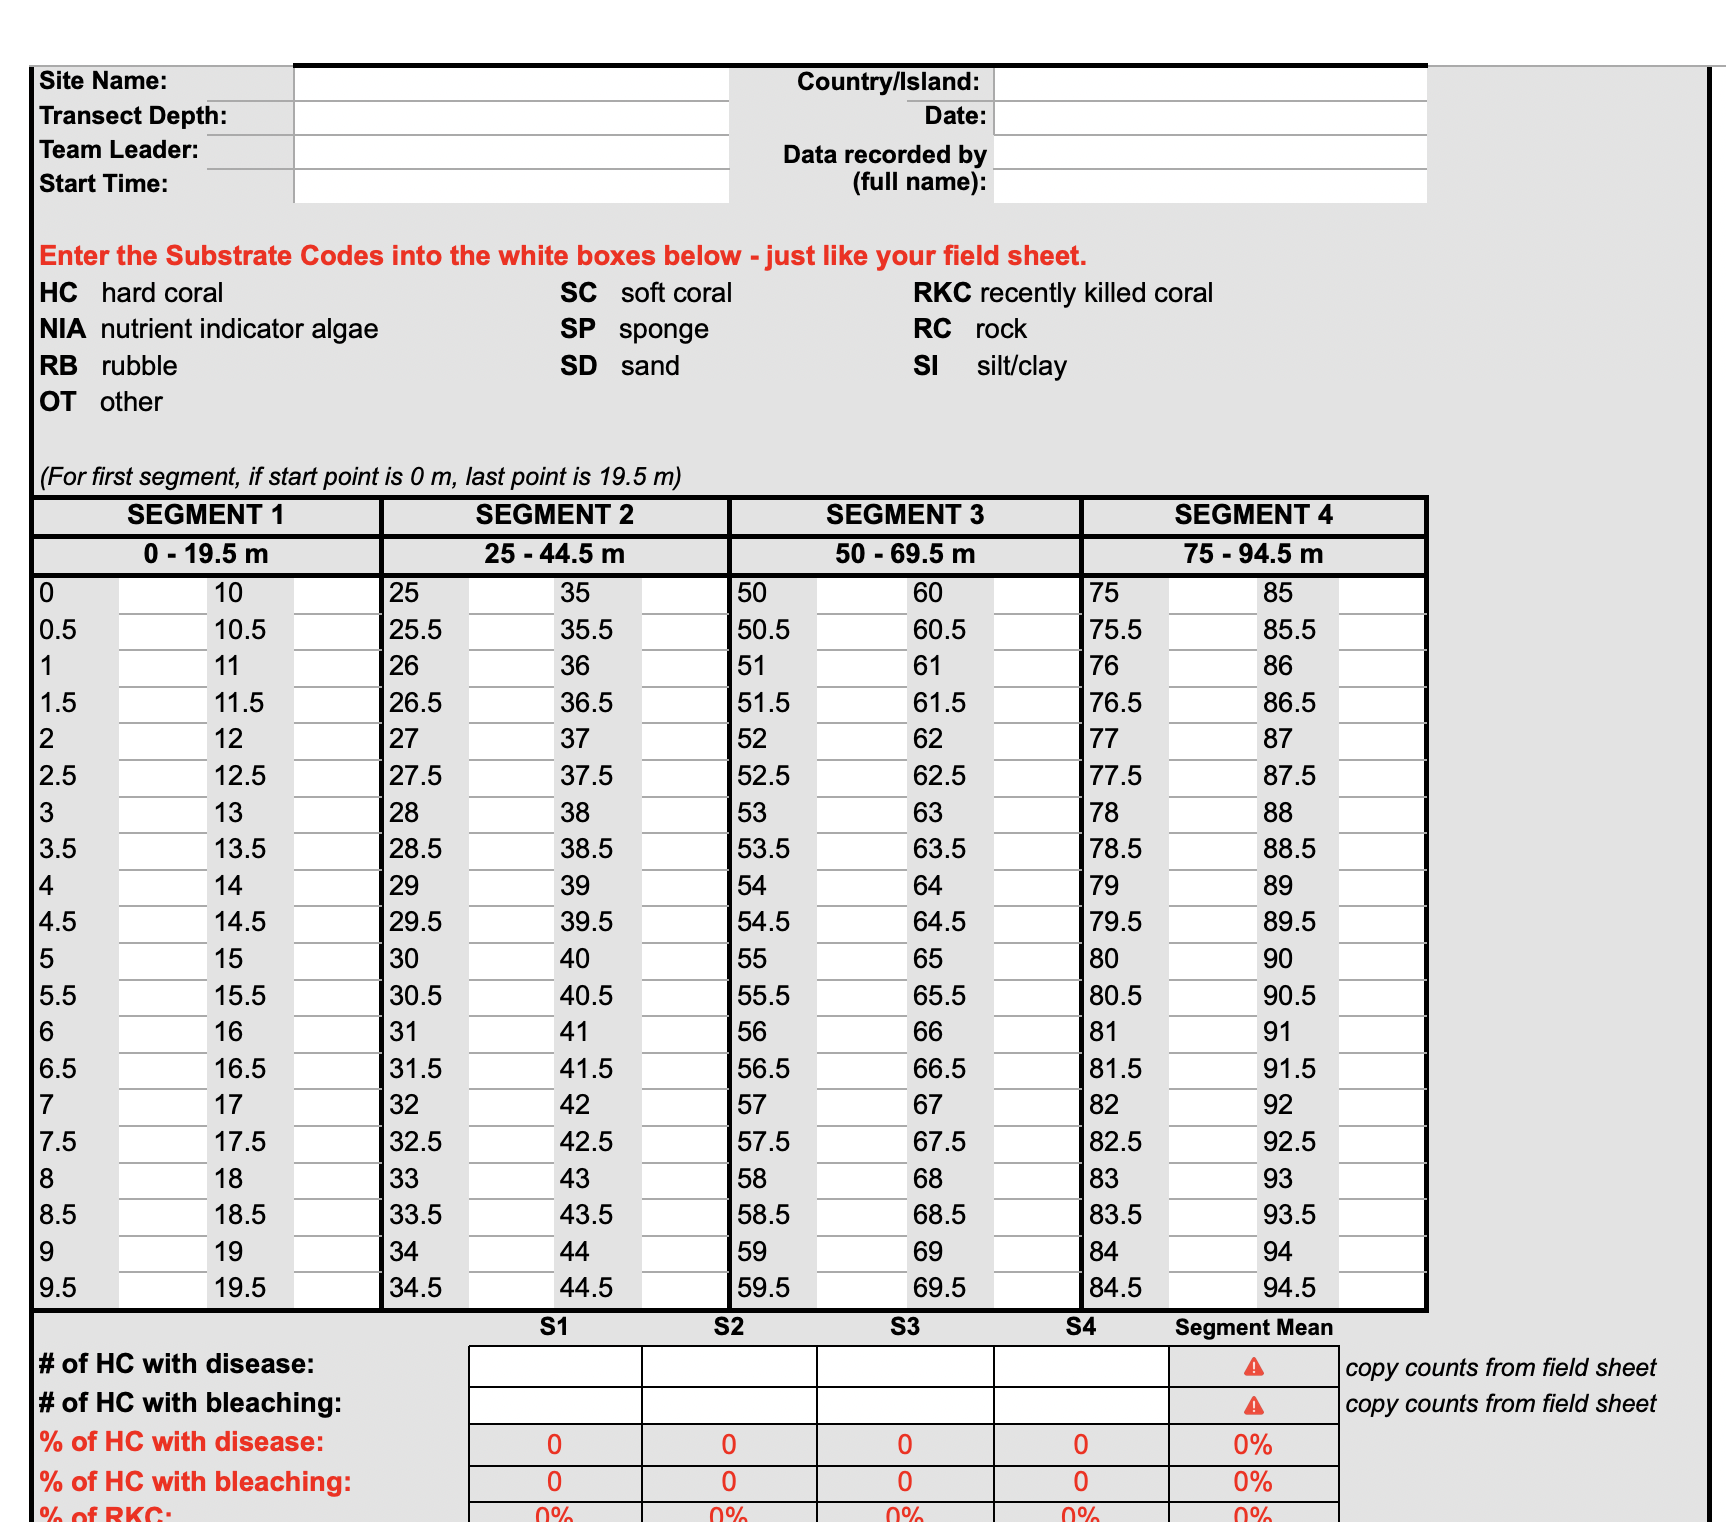 Site Name: Country/Island:
Transect Depth: Date:
Team Leader: Data recorded by
Start Time: (full name):
Enter the Substrate Codes into the white boxes below - just like your field sheet.
HC hard coral SC soft coral RKC recently killed coral
NIA nutrient indicator algae SP sponge RC rock
RB rubble SD sand SI silt/clay
OT other
(For first segment, if start point is 0 m, last point is 19.5 m)
SEGMENT 1 SEGMENT 2 SEGMENT 3 SEGMENT 4
0 - 19.5 m 25 - 44.5 m 50 - 69.5 m 75 - 94.5 m
0 10 25 35 50 60 75 85
0.5 10.5 25.5 35.5 50.5 60.5 75.5 85.5
1 11 26 36 51 61 76 86
1.5 11.5 26.5 36.5 51.5 61.5 76.5 86.5
2 12 27 37 52 62 77 87
2.5 12.5 27.5 37.5 52.5 62.5 77.5 87.5
3 13 28 38 53 63 78 88
3.5 13.5 28.5 38.5 53.5 63.5 78.5 88.5
4 14 29 39 54 64 79 89
4.5 14.5 29.5 39.5 54.5 64.5 79.5 89.5
5 15 30 40 55 65 80 90
5.5 15.5 30.5 40.5 55.5 65.5 80.5 90.5
6 16 31 41 56 66 81 91
6.5 16.5 31.5 41.5 56.5 66.5 81.5 91.5
7 17 32 42 57 67 82 92
7.5 17.5 32.5 42.5 57.5 67.5 82.5 92.5
8 18 33 43 58 68 83 93
8.5 18.5 33.5 43.5 58.5 68.5 83.5 93.5
9 19 34 44 59 69 84 94
9.5 19.5 34.5 44.5 59.5 69.5 84.5 94.5
S1 S2 S3 S4 Segment Mean
# of HC with disease: copy counts from field sheet
# of HC with bleaching: copy counts from field sheet
% of HC with disease: 0 0 0 0 0%
% of HC with bleaching: 0 0 0 0 0%
% of RKC: 0% 0% 0% 0% 0%